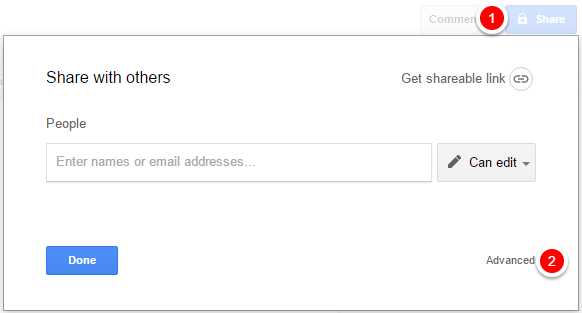 Commen 1 Share
Share with others
Get shareable link
People
Enter names or email addresses...
Can edit
Done
Advanced 2